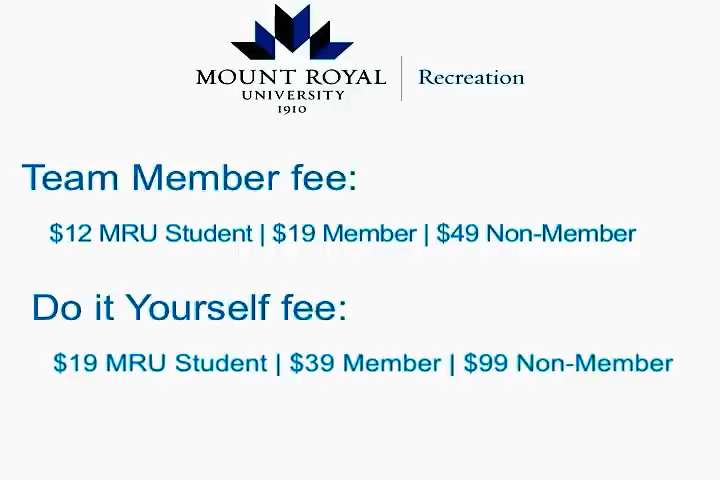 MOUNT ROYAL
UNIVERSITY
1910
Recreation
Team Member fee:
$12 MRU Student | $19 Member | $49 Non-Member
Do it Yourself fee:
$19 MRU Student | $39 Member | $99 Non-Member